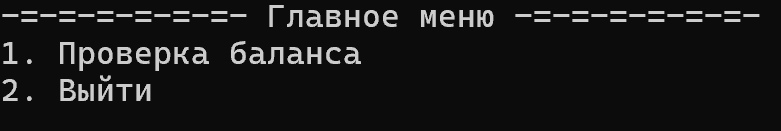 -=-=-=-=-=-=- Главное меню -=-=-=-=-=-=-
1. Проверка баланса
2. Выйти